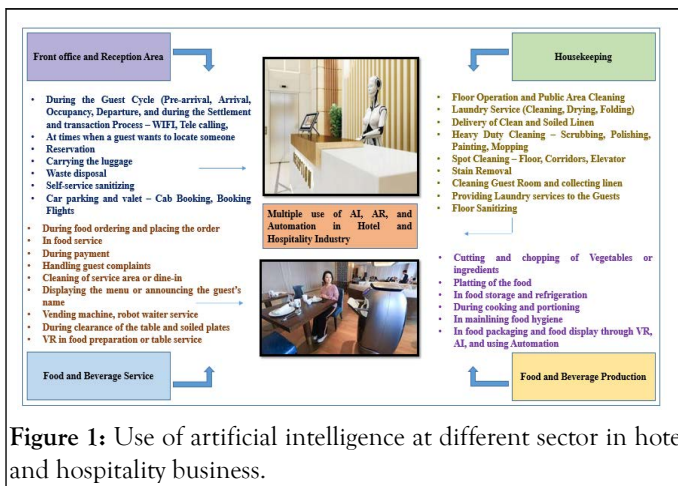 Front office and Reception Area
• During the Guest Cycle (Pre-arrival, Arrival,
Occupancy, Departure, and during the Settlement
and transaction Process – WIFI, Tele calling,
• At times when a guest wants to locate someone
• Reservation
• Carrying the luggage
• Waste disposal
• Self-service sanitizing
• Car parking and valet – Cab Booking, Booking
Flights
• During food ordering and placing the order
• In food service
• During payment
• Handling guest complaints
• Cleaning of service area or dine-in
• Displaying the menu or announcing the guest's
name
• Vending machine, robot waiter service
• During clearance of the table and soiled plates
• VR in food preparation or table service
Food and Beverage Service
Multiple use of AI, AR, and
Automation in Hotel and
Hospitality Industry
Housekeeping
• Floor Operation and Public Area Cleaning
• Laundry Service (Cleaning, Drying, Folding)
• Delivery of Clean and Soiled Linen
• Heavy Duty Cleaning – Scrubbing, Polishing,
Painting, Mopping
• Spot Cleaning – Floor, Corridors, Elevator
• Stain Removal
• Cleaning Guest Room and collecting linen
• Providing Laundry services to the Guests
• Floor Sanitizing
• Cutting and chopping of Vegetables or
ingredients
• Platting of the food
• In food storage and refrigeration
• During cooking and portioning
• In mainlining food hygiene
• In food packaging and food display through VR,
AI, and using Automation
Food and Beverage Production
Figure 1: Use of artificial intelligence at different sector in hote
and hospitality business.